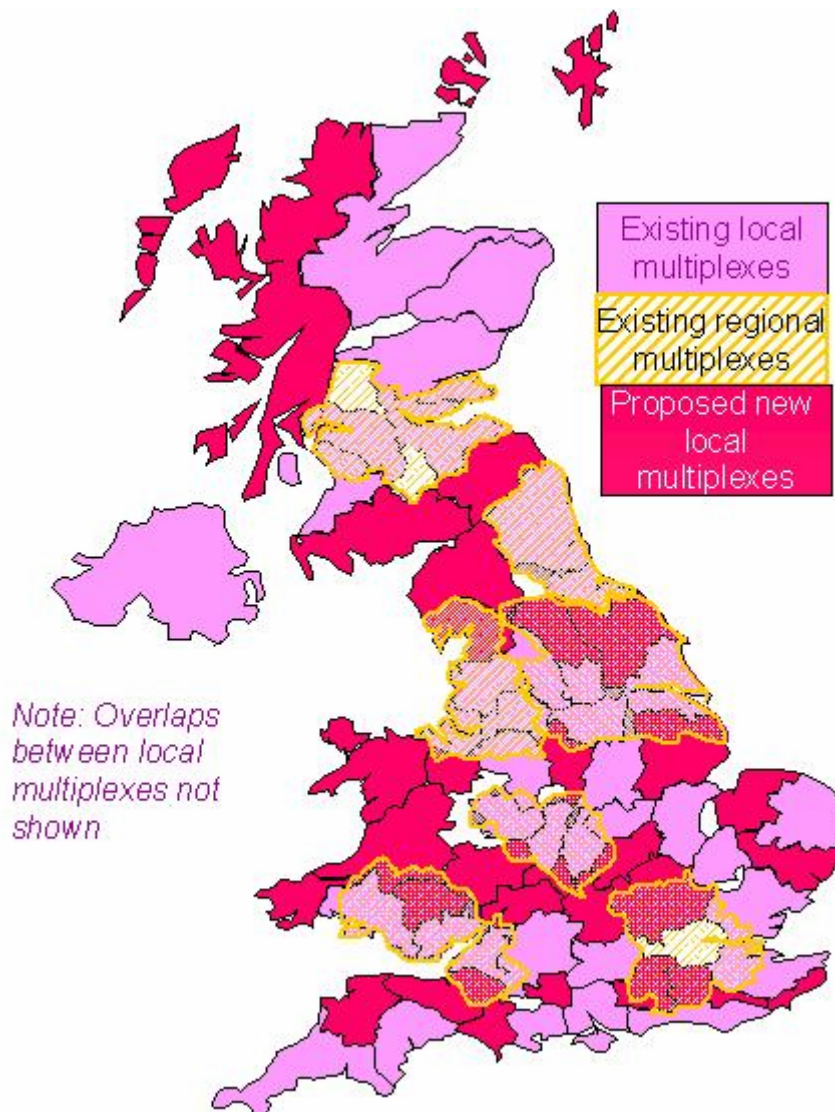 Existing local
multiplexes
Existing regional
multiplexes
Proposed new
local
multiplexes
Note: Overlaps
between local
multiplexes not
shown